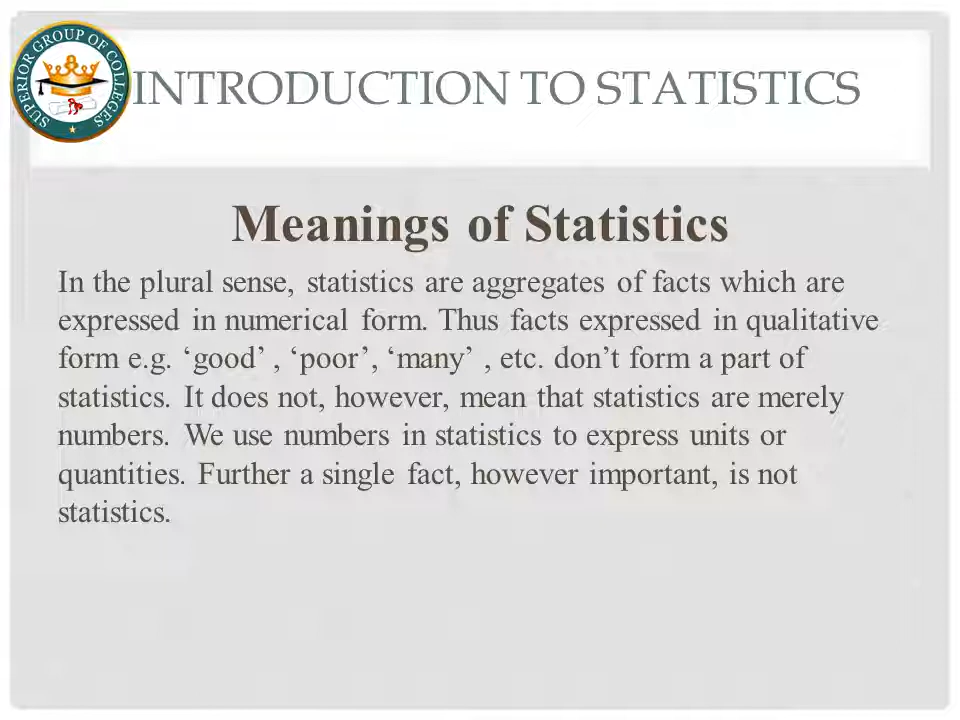 SUPERIOR GROUP OF COLLEGES
INTRODUCTION TO STATISTICS
Meanings of Statistics
In the plural sense, statistics are aggregates of facts which are
expressed in numerical form. Thus facts expressed in qualitative
form e.g. ‘good’ , ‘poor’, ‘many’ , etc. don’t form a part of
statistics. It does not, however, mean that statistics are merely
numbers. We use numbers in statistics to express units or
quantities. Further a single fact, however important, is not
statistics.